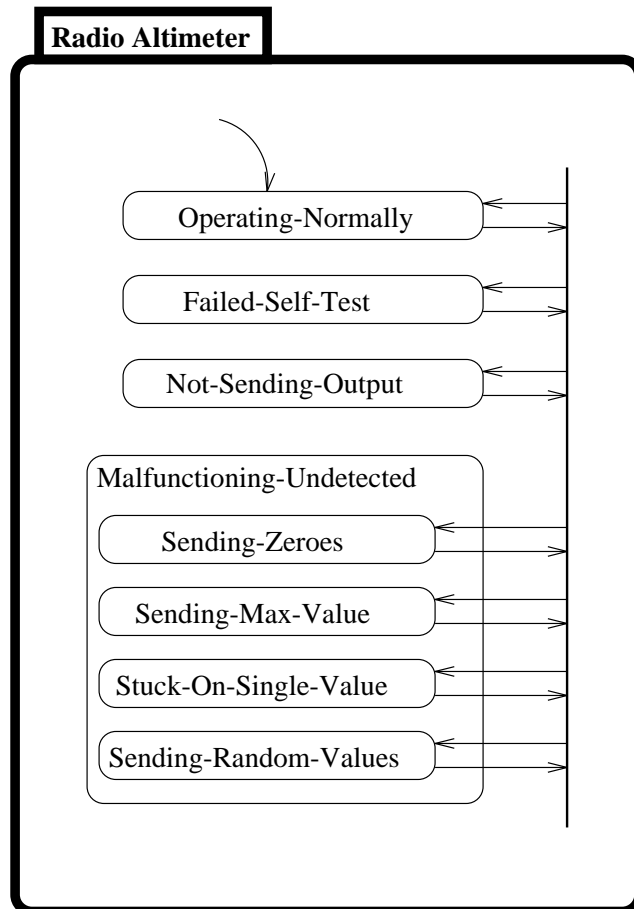 Radio Altimeter
Operating-Normally
Failed-Self-Test
Not-Sending-Output
Malfunctioning-Undetected
Sending-Zeroes
Sending-Max-Value
Stuck-On-Single-Value
Sending-Random-Values